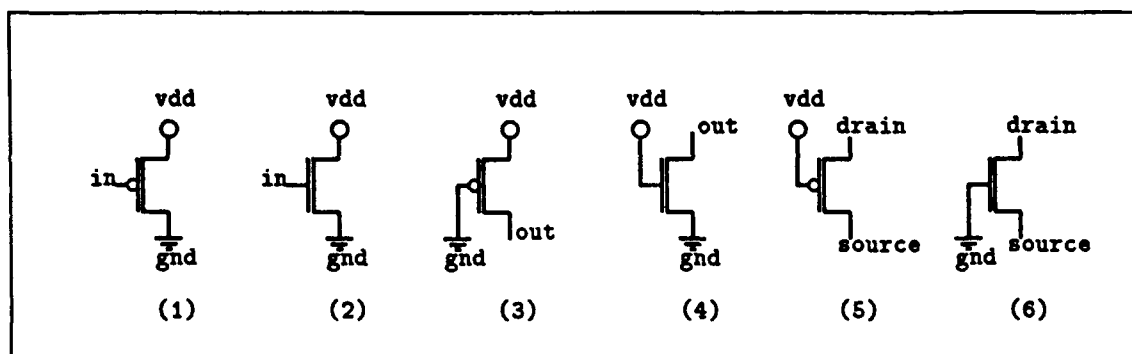 vdd vdd vdd vdd vdd
out drain drain
in in
out source source
gnd gnd gnd gnd gnd
(1) (2) (3) (4) (5) (6)